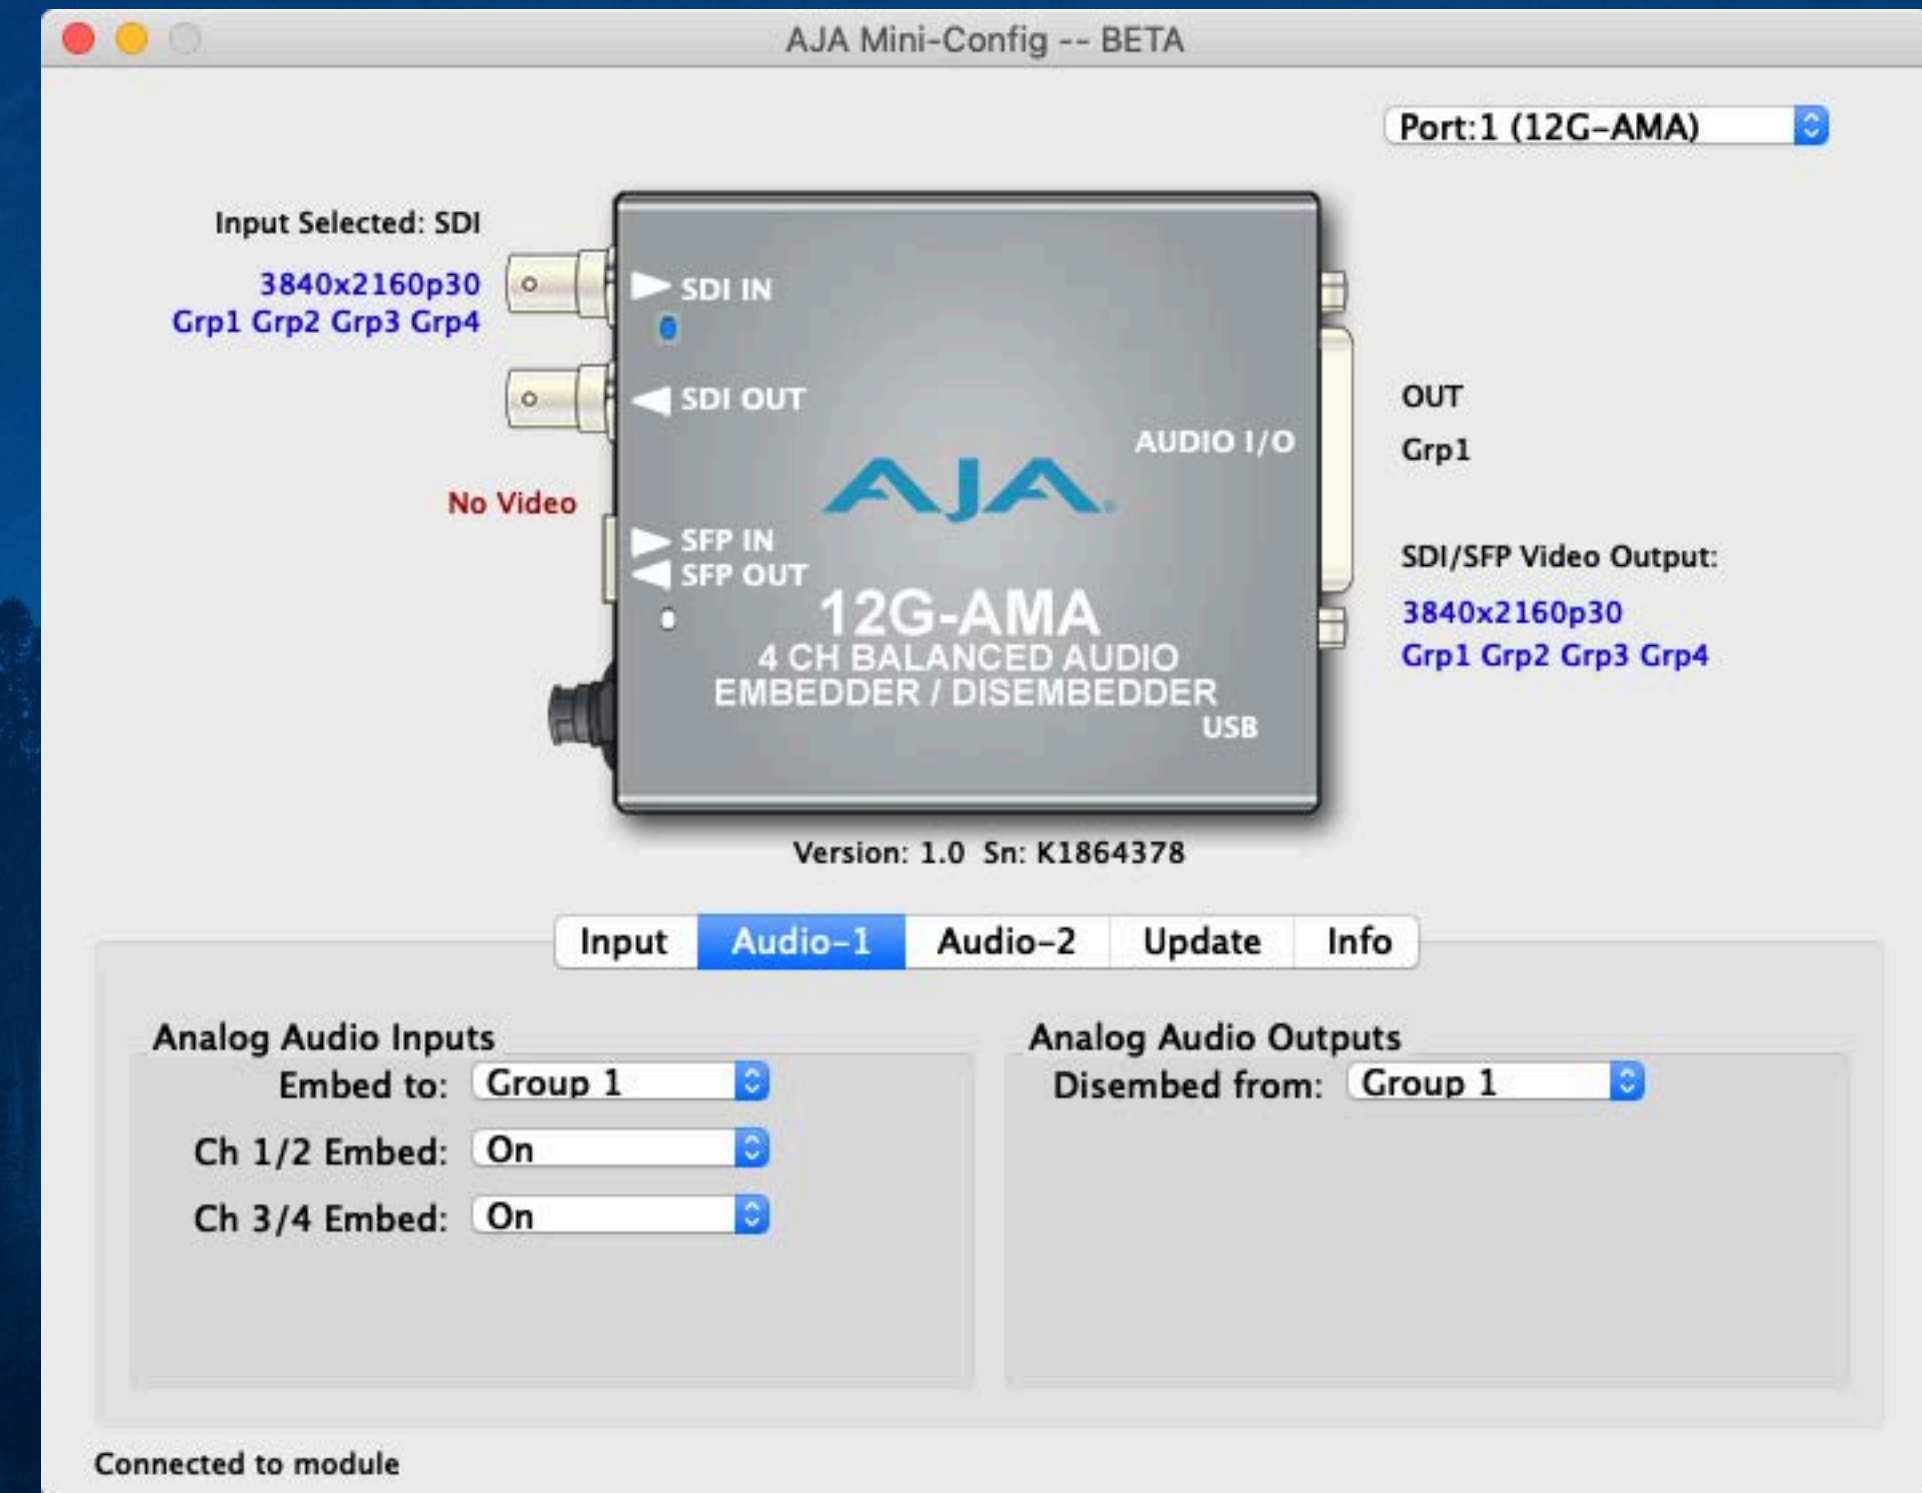 AJA Mini-Config -- BETA
Port:1 (12G-AMA)
Input Selected: SDI
3840x2160p30
Grp1 Grp2 Grp3 Grp4
SDI IN
SDI OUT
No Video
SFP IN
SFP OUT
AUDIO I/O
AJA
12G-AMA
4 CH BALANCED AUDIO
EMBEDDER / DISEMBEDDER
USB
OUT
Grp1
SDI/SFP Video Output:
3840x2160p30
Grp1 Grp2 Grp3 Grp4
Version: 1.0 Sn: K1864378
Input Audio-1 Audio-2 Update Info
Analog Audio Inputs
Embed to: Group 1
Ch 1/2 Embed: On
Ch 3/4 Embed: On
Analog Audio Outputs
Disembed from: Group 1
Connected to module